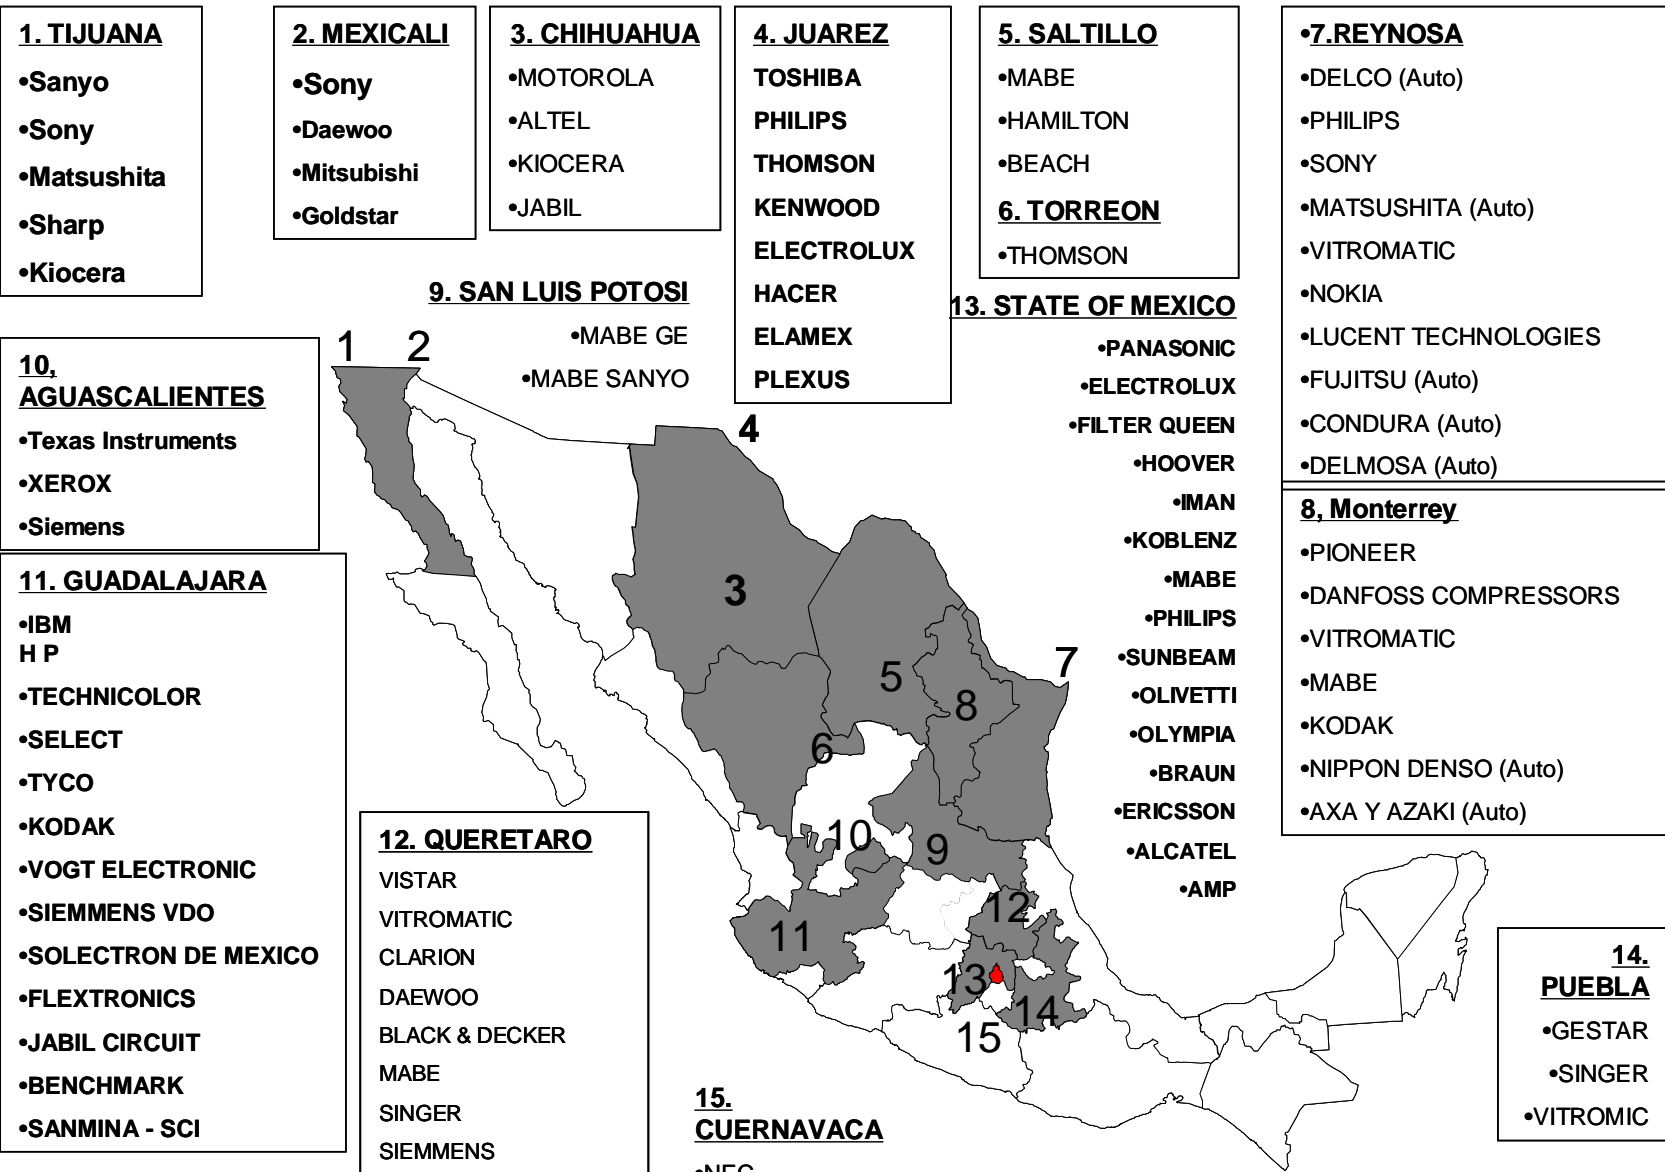 1. TIJUANA
•Sanyo
•Sony
•Matsushita
•Sharp
•Kiocera
2. MEXICALI
•Sony
•Daewoo
•Mitsubishi
•Goldstar
3. CHIHUAHUA
•MOTOROLA
•ALTEL
•KIOCERA
•JABIL
4. JUAREZ
TOSHIBA
PHILIPS
THOMSON
KENWOOD
ELECTROLUX
HACER
ELAMEX
PLEXUS
5. SALTILLO
•MABE
•HAMILTON
•BEACH
6. TORREON
•THOMSON
•7.REYNOSA
•DELCO (Auto)
•PHILIPS
•SONY
•MATSUSHITA (Auto)
•VITROMATIC
•NOKIA
•LUCENT TECHNOLOGIES
•FUJITSU (Auto)
•CONDURA (Auto)
•DELMOSA (Auto)
8, Monterrey
•PIONEER
•DANFOSS COMPRESSORS
•VITROMATIC
•MABE
•KODAK
•NIPPON DENSO (Auto)
•AXA Y AZAKI (Auto)
9. SAN LUIS POTOSI
•MABE GE
•MABE SANYO
10,
AGUASCALIENTES
•Texas Instruments
•XEROX
•Siemens
11. GUADALAJARA
•IBM
H P
•TECHNICOLOR
•SELECT
•TYCO
•KODAK
•VOGT ELECTRONIC
•SIEMMENS VDO
•SOLECTRON DE MEXICO
•FLEXTRONICS
•JABIL CIRCUIT
•BENCHMARK
•SANMINA - SCI
12. QUERETARO
VISTAR
VITROMATIC
CLARION
DAEWOO
BLACK & DECKER
MABE
SINGER
SIEMMENS
13. STATE OF MEXICO
•PANASONIC
•ELECTROLUX
•FILTER QUEEN
•HOOVER
•IMAN
•KOBLENZ
•MABE
•PHILIPS
•SUNBEAM
•OLIVETTI
•OLYMPIA
•BRAUN
•ERICSSON
•ALCATEL
•AMP
14.
PUEBLA
•GESTAR
•SINGER
•VITROMIC
15.
CUERNAVACA
•NEC
1
2
4
3
5
7
8
6
10
9
12
11
13
14
15